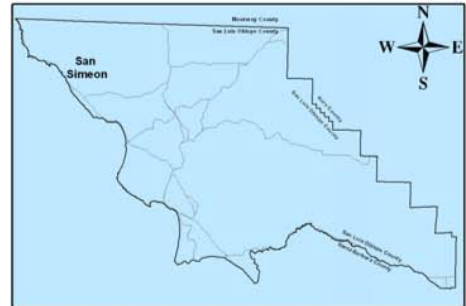 Monterey County
San Luis Obispo County
N
W E
S
San
Simeon
Kern County
San Luis Obispo County
San Luis Obispo County
Santa Barbara County